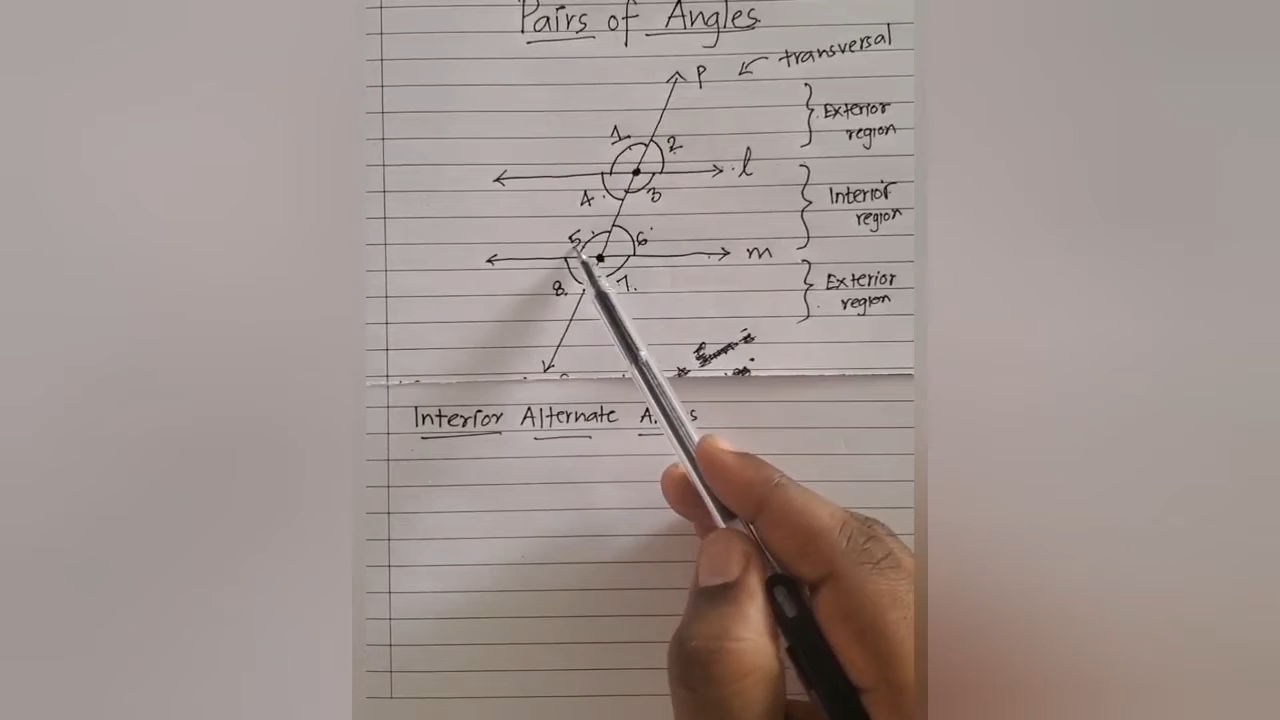 Pairs of Angles
transversal
p
Exterior
region
1
2
l
4
3
Interior
region
5
6
m
8
7
Exterior
region
Interior Alternate